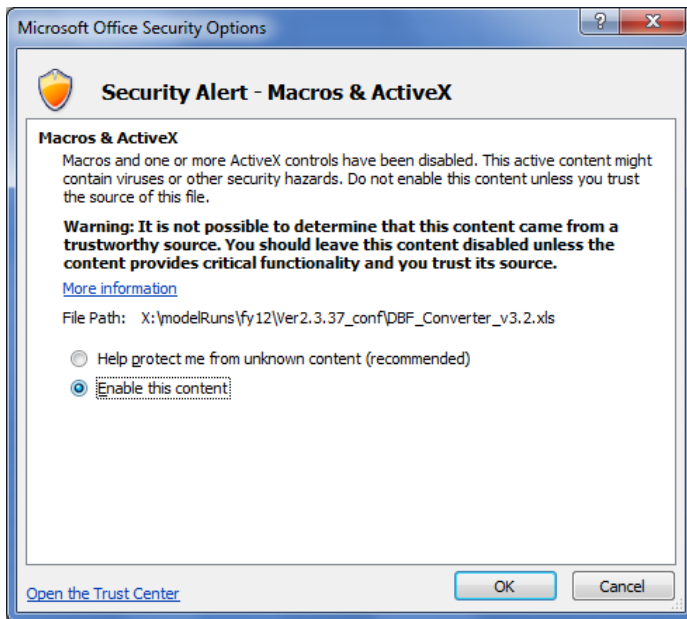 Microsoft Office Security Options
?
X
Security Alert - Macros & ActiveX
Macros & ActiveX
Macros and one or more ActiveX controls have been disabled. This active content might
contain viruses or other security hazards. Do not enable this content unless you trust
the source of this file.
Warning: It is not possible to determine that this content came from a
trustworthy source. You should leave this content disabled unless the
content provides critical functionality and you trust its source.
More information
File Path: X:\modelRuns\fy12\Ver2.3.37_conf\DBF_Converter_v3.2.xls
Help protect me from unknown content (recommended)
Enable this content
Open the Trust Center
OK
Cancel